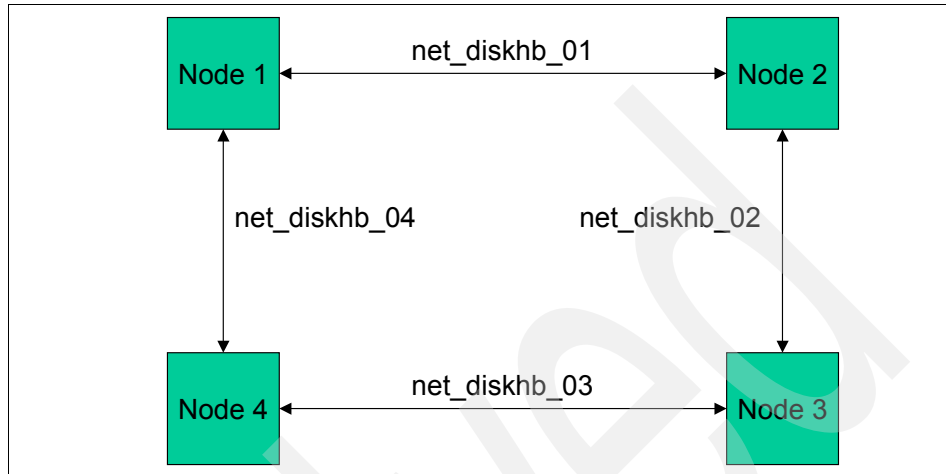 net_diskhb_01
Node 1
Node 2
net_diskhb_04
net_diskhb_02
net_diskhb_03
Node 4
Node 3